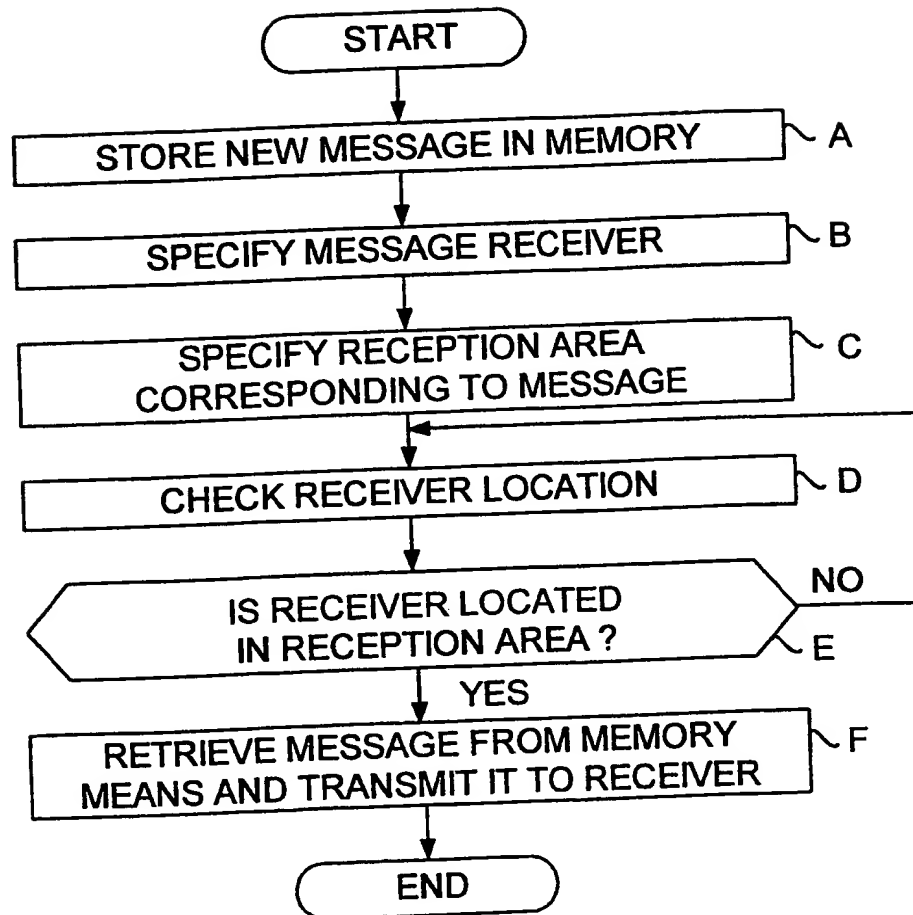 START
STORE NEW MESSAGE IN MEMORY
A
SPECIFY MESSAGE RECEIVER
B
SPECIFY RECEPTION AREA
CORRESPONDING TO MESSAGE
C
CHECK RECEIVER LOCATION
D
IS RECEIVER LOCATED
IN RECEPTION AREA ?
NO
E
YES
RETRIEVE MESSAGE FROM MEMORY
MEANS AND TRANSMIT IT TO RECEIVER
F
END